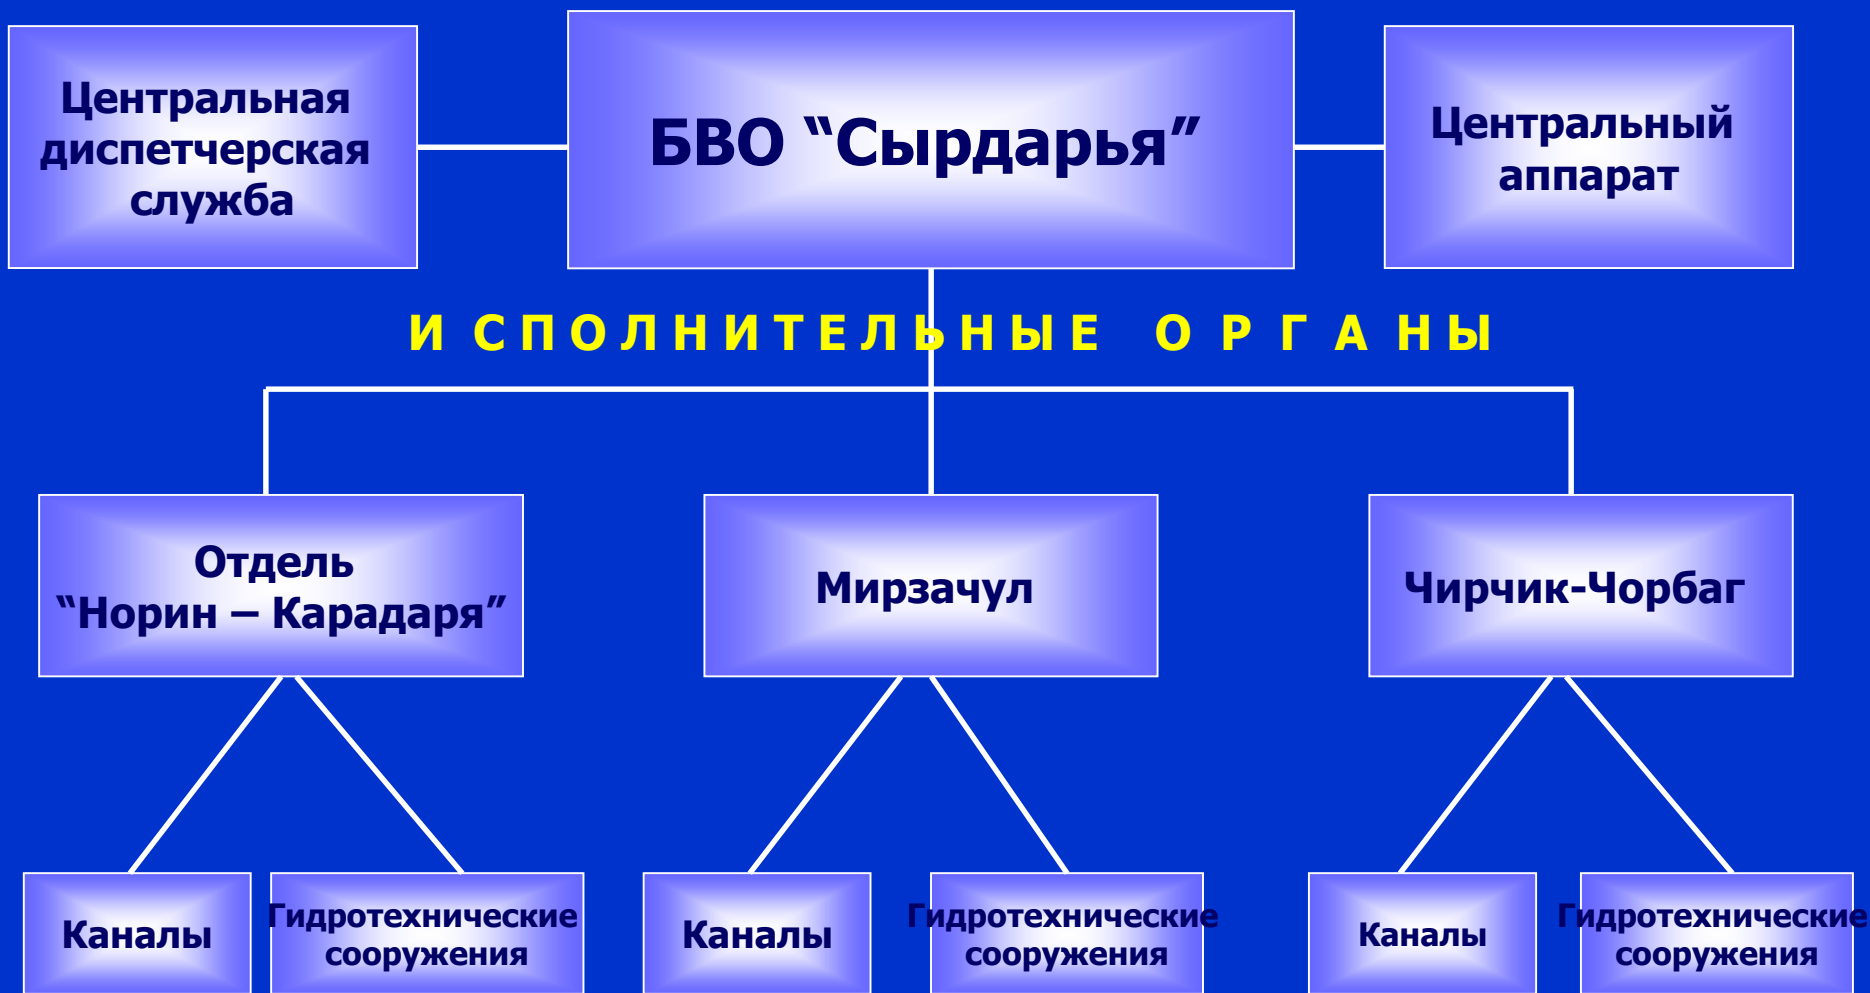 Центральная
диспетчерская
служба
БВО “Сырдарья”
Центральный
аппарат
ИСПОЛНИТЕЛЬНЫЕ ОРГАНЫ
Отдель
“Норин – Карадаря”
Мирзачул
Чирчик-Чорбаг
Каналы
Гидротехнические
сооружения
Каналы
Гидротехнические
сооружения
Каналы
Гидротехнические
сооружения